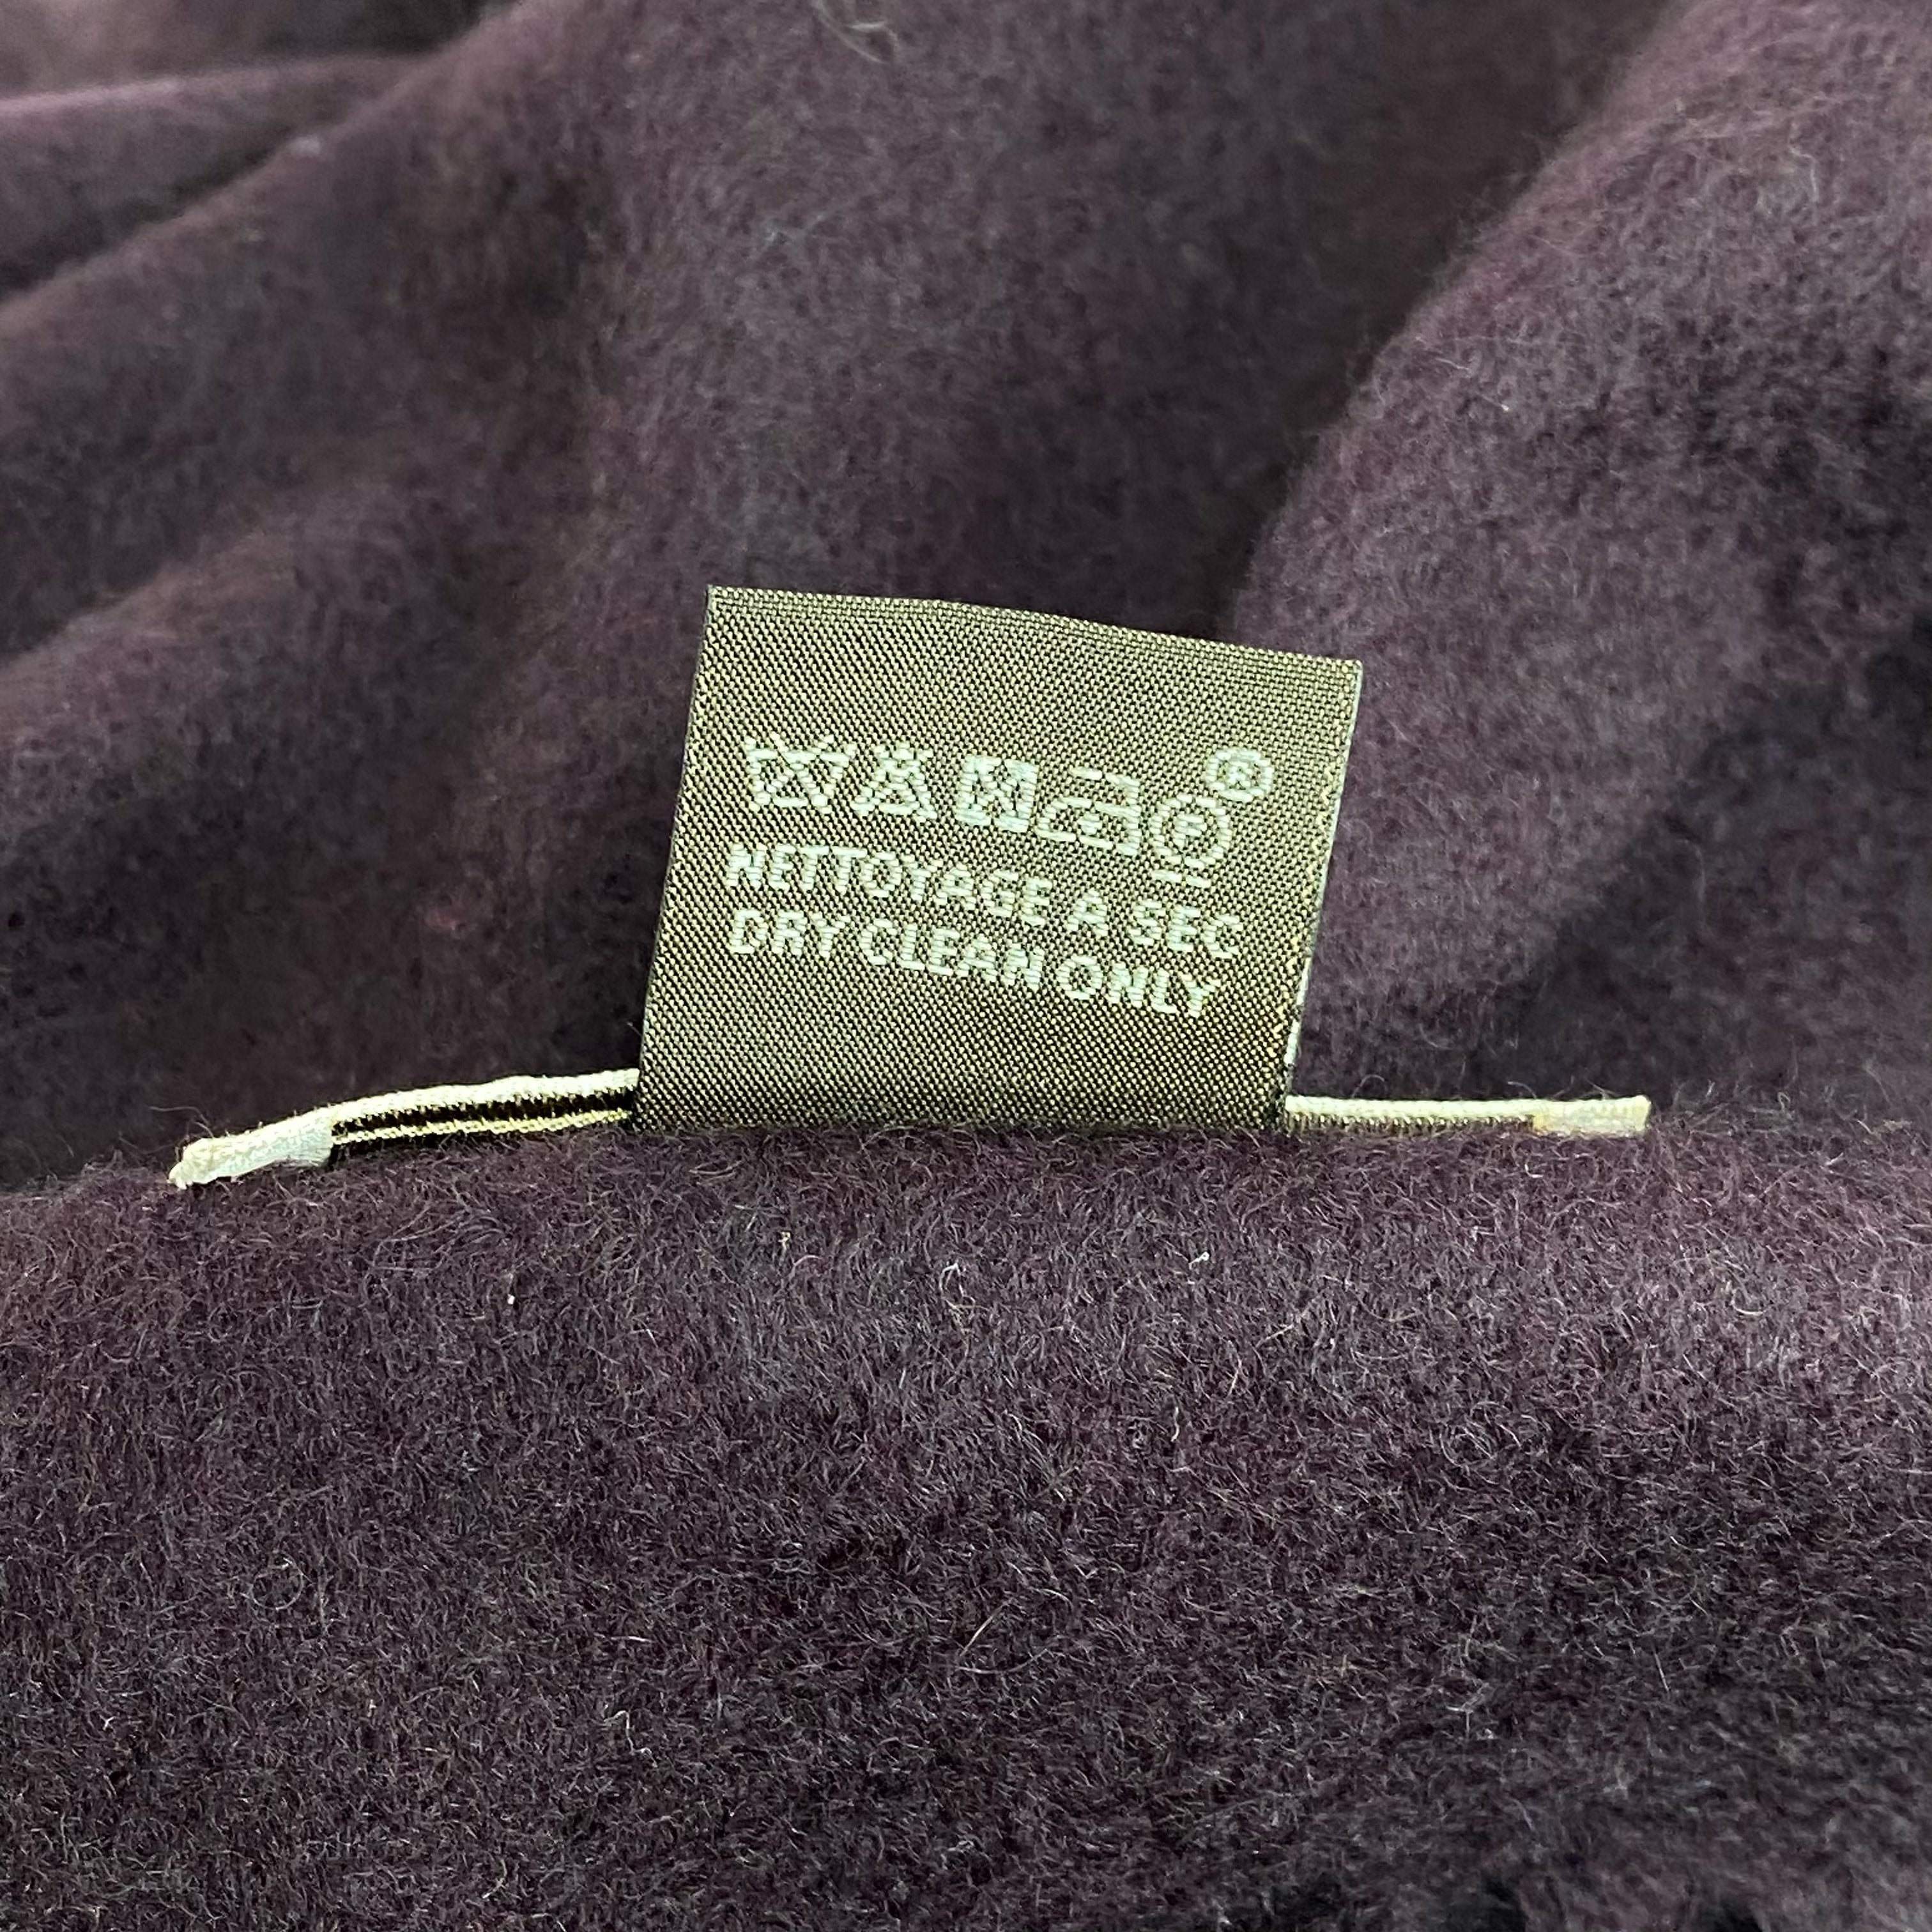 ®
F
NETTOYAGE A SEC
DRY CLEAN ONLY